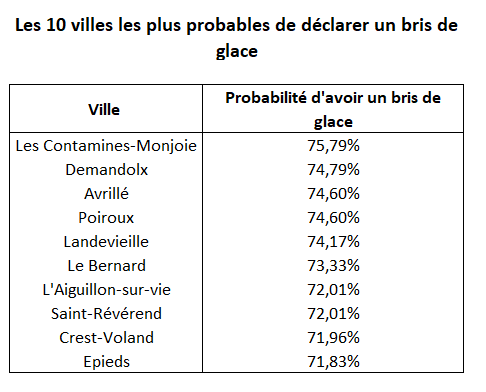 Les 10 villes les plus probables de déclarer un bris de
glace
Ville
Probabilité d'avoir un bris de
glace
Les Contamines-Monjoie 75,79%
Demandolx 74,79%
Avrillé 74,60%
Poiroux 74,60%
Landevieille 74,17%
Le Bernard 73,33%
L'Aiguillon-sur-vie 72,01%
Saint-Révérend 72,01%
Crest-Voland 71,96%
Epieds 71,83%